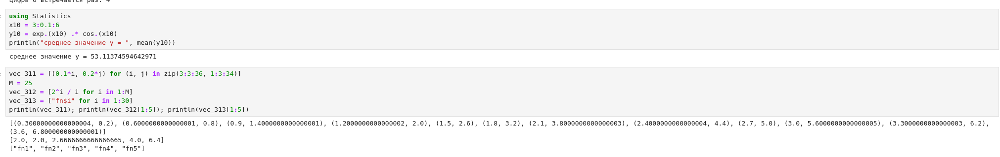 цифра 6 встречается раз: 4
using Statistics
x10 = 3:0.1:6
y10 = exp.(x10) .* cos.(x10)
println("среднее значение y = ", mean(y10))
среднее значение y = 53.11374594642971
vec_311 = [(0.1*i, 0.2*j) for (i, j) in zip(3:3:36, 1:3:34)]
M = 25
vec_312 = [2^i / i for i in 1:M]
vec_313 = ["fn$i" for i in 1:30]
println(vec_311); println(vec_312[1:5]); println(vec_313[1:5])
[(0.30000000000000004, 0.2), (0.6000000000000001, 0.8), (0.9, 1.4000000000000001), (1.2000000000000002, 2.0), (1.5, 2.6), (1.8, 3.2), (2.1, 3.8000000000000003), (2.4000000000000004, 4.4), (2.7, 5.0), (3.0, 5.6000000000000005), (3.3000000000000003, 6.2),
(3.6, 6.800000000000001)]
[2.0, 2.0, 2.6666666666666665, 4.0, 6.4]
["fn1", "fn2", "fn3", "fn4", "fn5"]